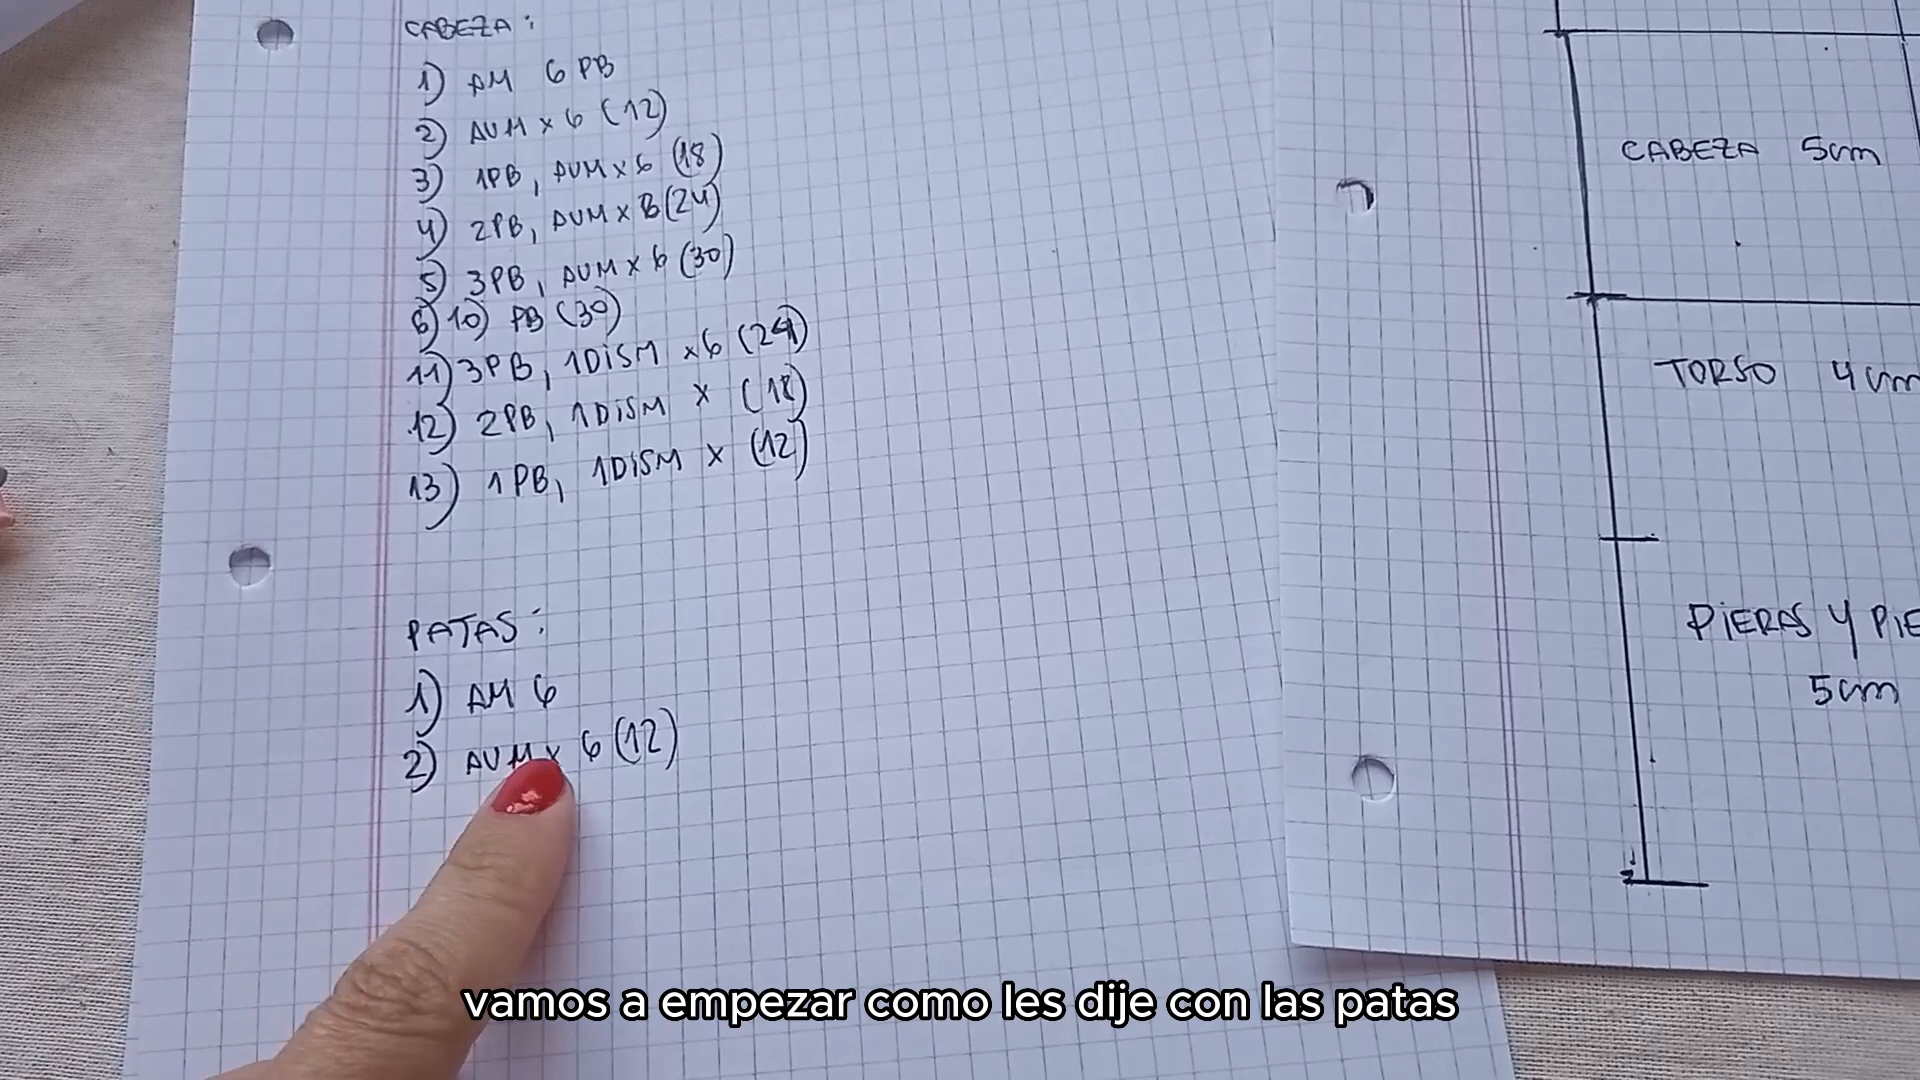 CABEZA:
1) AM 6 PB
2) AUM x 6 (12)
3) 1PB, AUM x 6 (18)
4) 2PB, AUM x B (24)
5) 3PB, AUM x 6 (30)
6) 10) PB (30)
11) 3PB, 1DiSM x6 (24)
12) 2PB, 1DiSM x (18)
13) 1PB, 1DiSM x (12)
PATAS:
1) AM 6
2) AUM x 6 (12)
CABEZA 5cm
TORSO 4cm
PiERAS Y PiE
5cm
vamos a empezar como les dije con las patas